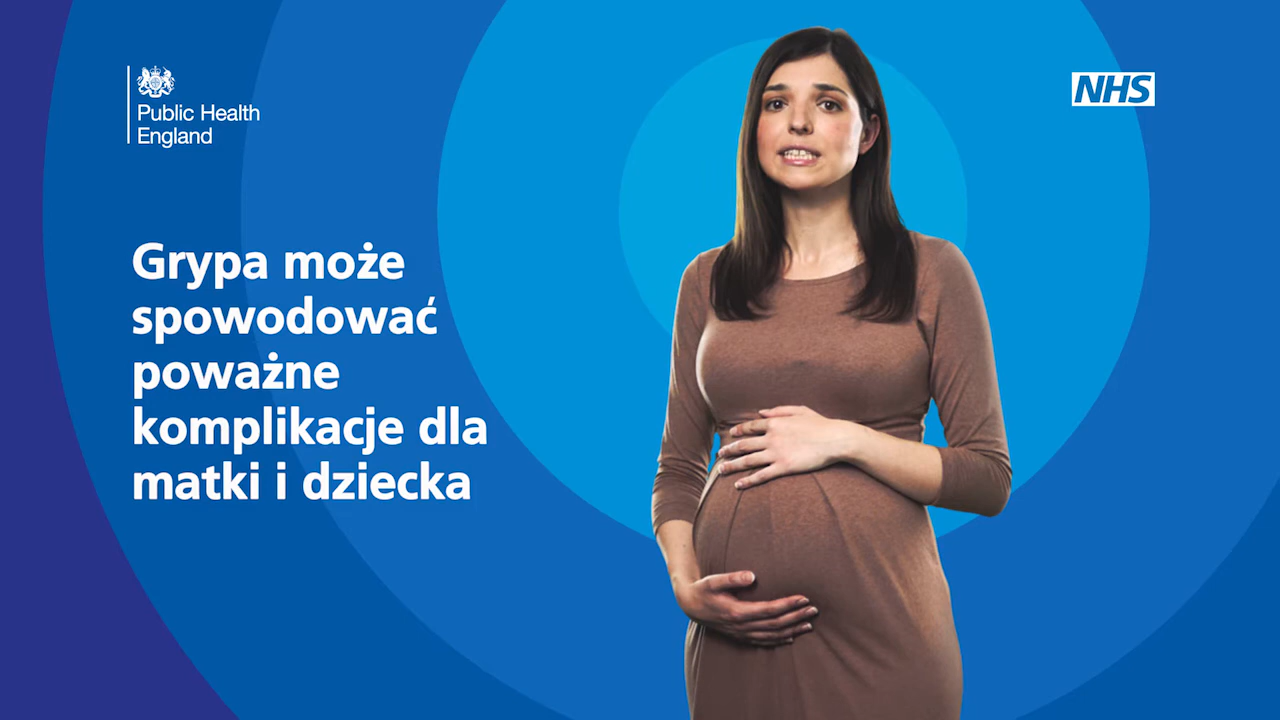 Public Health
England
NHS
Grypa może
spowodować
poważne
komplikacje dla
matki i dziecka